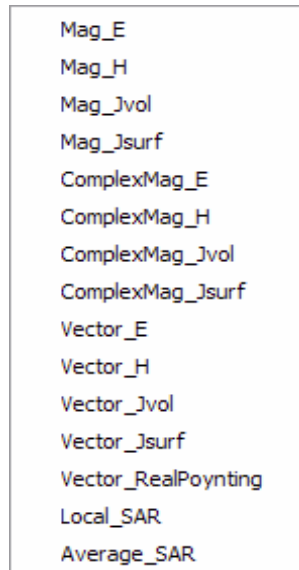 Mag_E
Mag_H
Mag_Jvol
Mag_Jsurf
ComplexMag_E
ComplexMag_H
ComplexMag_Jvol
ComplexMag_Jsurf
Vector_E
Vector_H
Vector_Jvol
Vector_Jsurf
Vector_RealPoynting
Local_SAR
Average_SAR